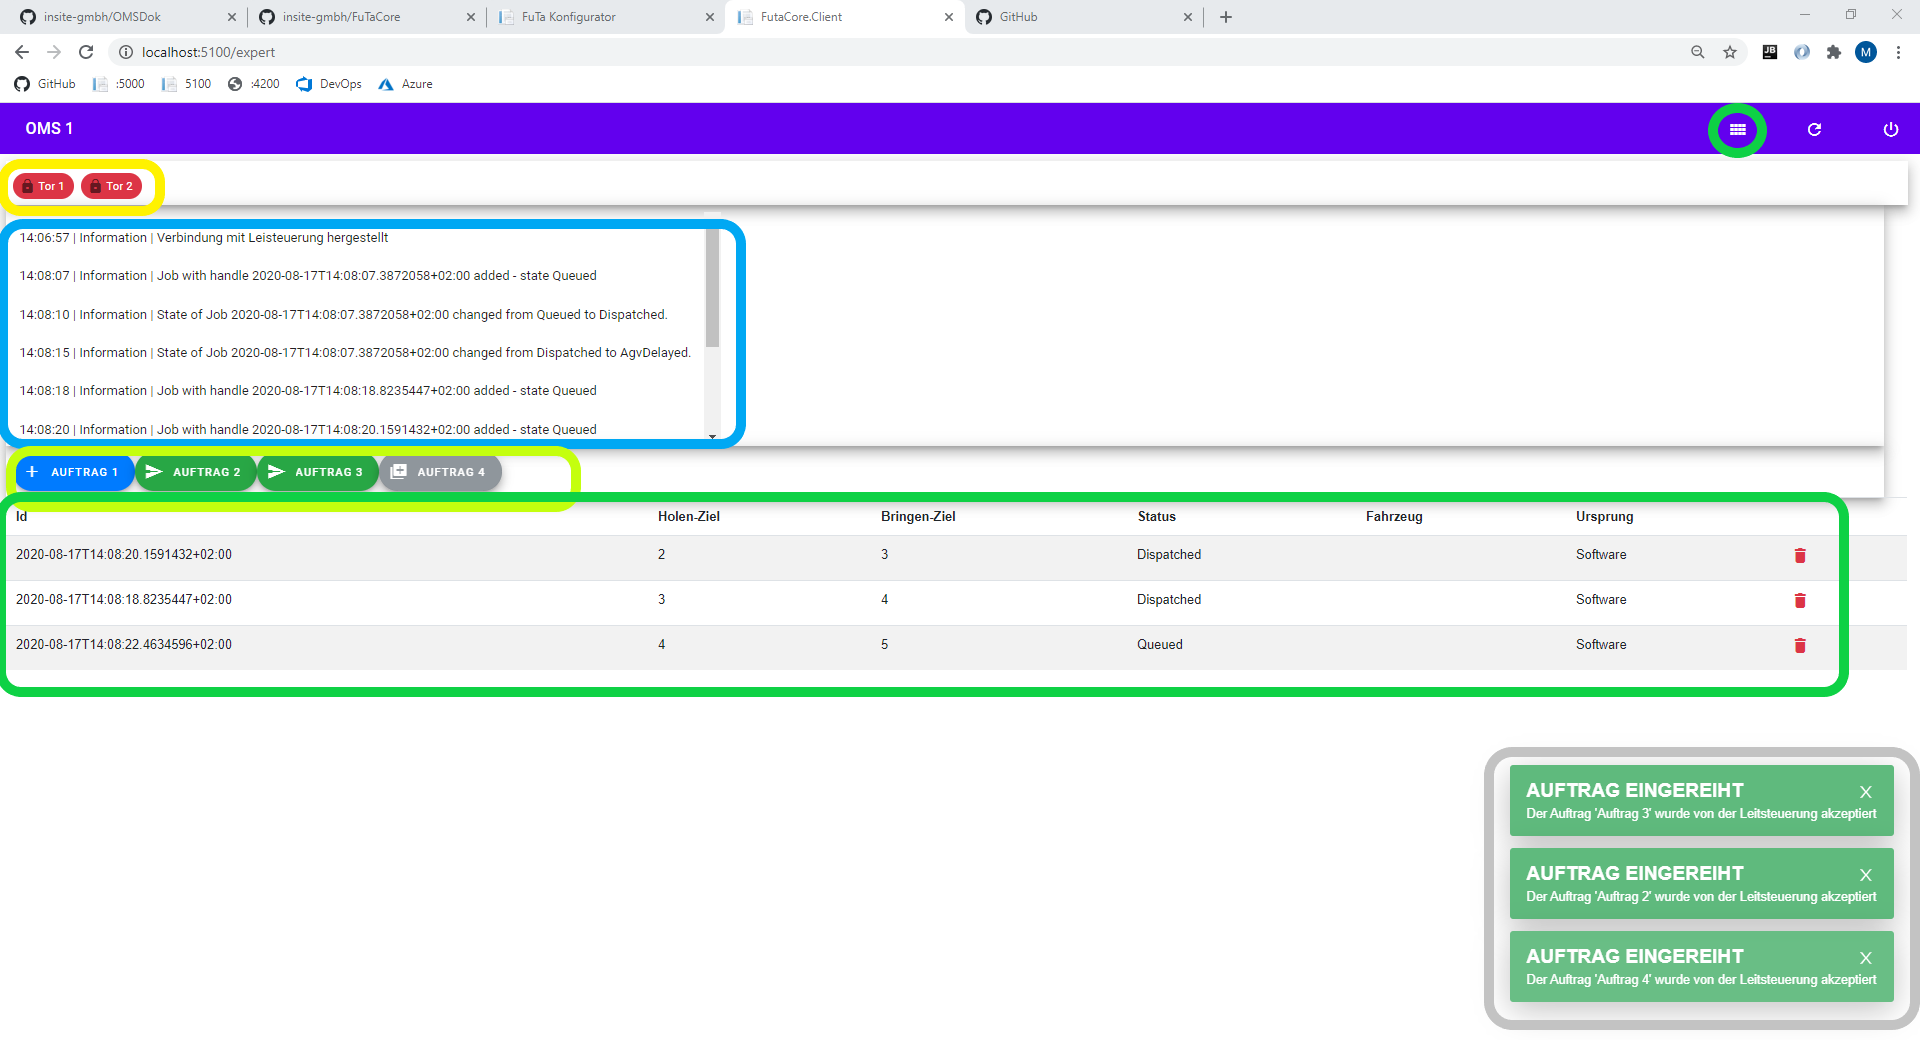 insite-gmbh/OMSDok
insite-gmbh/FuTaCore
FuTa Konfigurator
FutaCore.Client
GitHub
localhost:5100/expert
JB
M
GitHub
:5000
5100
:4200
DevOps
Azure
OMS 1
Tor 1
Tor 2
14:06:57 | Information | Verbindung mit Leisteuerung hergestellt
14:08:07 | Information | Job with handle 2020-08-17T14:08:07.3872058+02:00 added - state Queued
14:08:10 | Information | State of Job 2020-08-17T14:08:07.3872058+02:00 changed from Queued to Dispatched.
14:08:15 | Information | State of Job 2020-08-17T14:08:07.3872058+02:00 changed from Dispatched to AgvDelayed.
14:08:18 | Information | Job with handle 2020-08-17T14:08:18.8235447+02:00 added - state Queued
14:08:20 | Information | Job with handle 2020-08-17T14:08:20.1591432+02:00 added - state Queued
AUFTRAG 1
AUFTRAG 2
AUFTRAG 3
AUFTRAG 4
Id Holen-Ziel Bringen-Ziel Status Fahrzeug Ursprung
2020-08-17T14:08:20.1591432+02:00 2 3 Dispatched Software
2020-08-17T14:08:18.8235447+02:00 3 4 Dispatched Software
2020-08-17T14:08:22.4634596+02:00 4 5 Queued Software
AUFTRAG EINGEREIHT X
Der Auftrag 'Auftrag 3' wurde von der Leitsteuerung akzeptiert
AUFTRAG EINGEREIHT X
Der Auftrag 'Auftrag 2' wurde von der Leitsteuerung akzeptiert
AUFTRAG EINGEREIHT X
Der Auftrag 'Auftrag 4' wurde von der Leitsteuerung akzeptiert